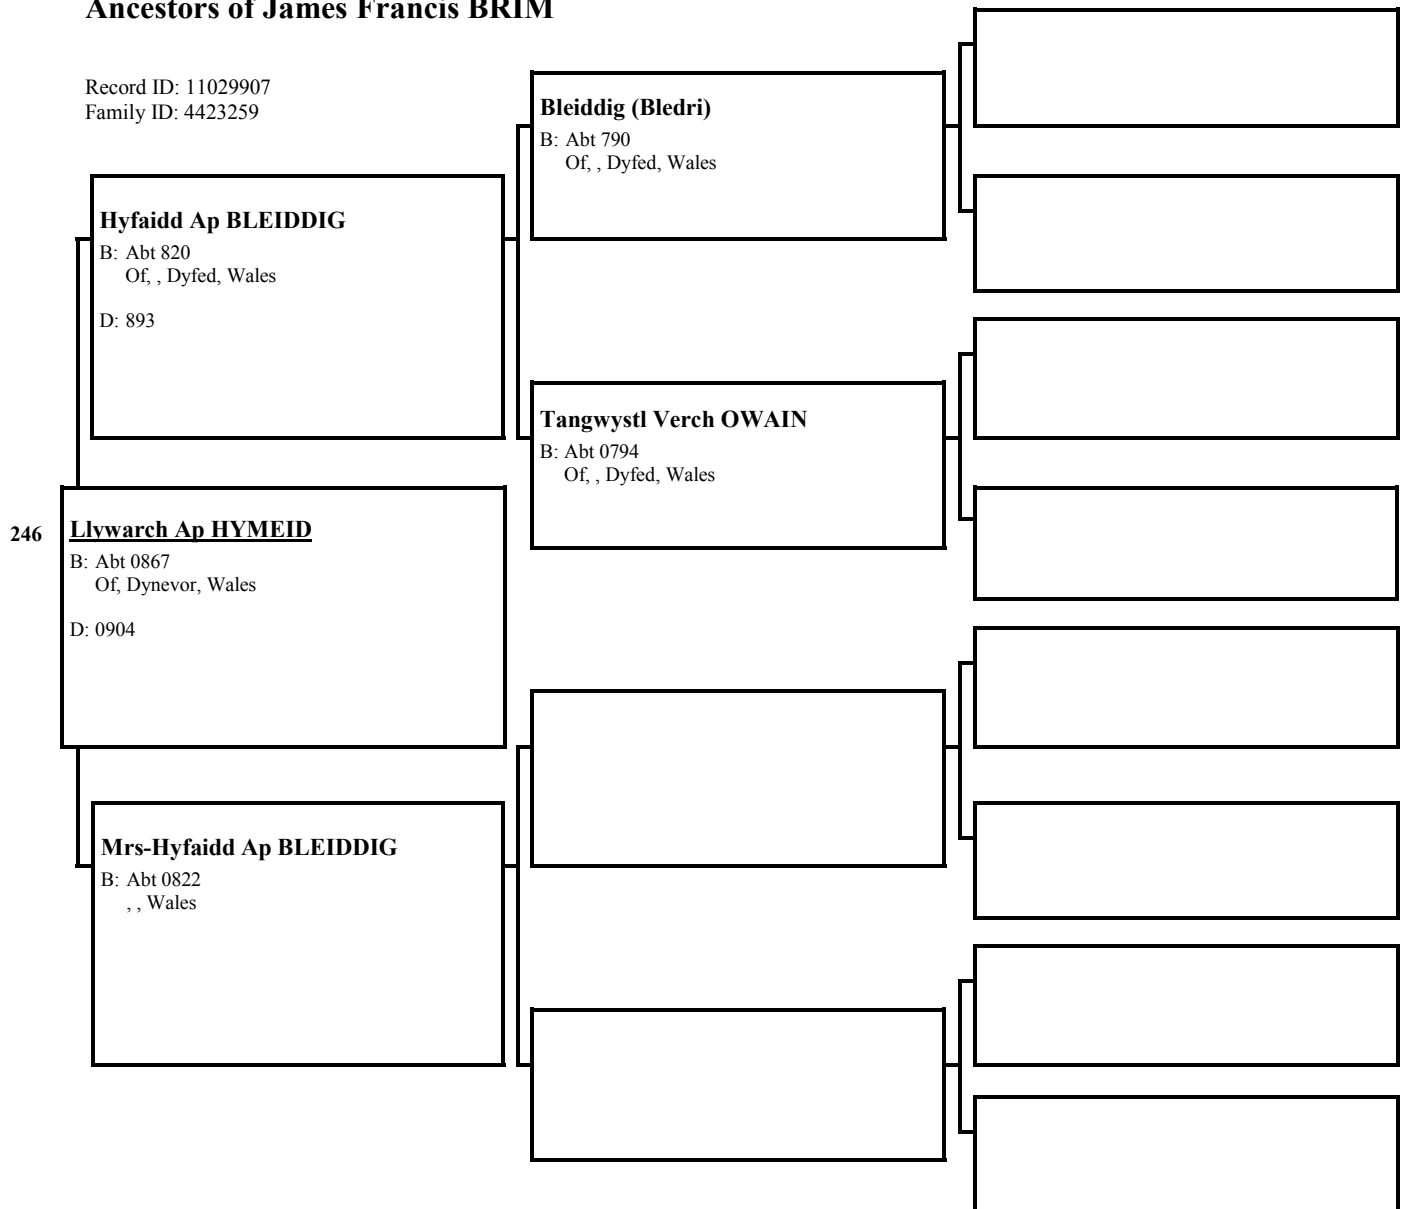 Ancestors of James Francis BRIM
Record ID: 11029907
Family ID: 4423259
Bleiddig (Bledri)
B: Abt 790
Of, , Dyfed, Wales
Hyfaidd Ap BLEIDDIG
B: Abt 820
Of, , Dyfed, Wales
D: 893
Tangwystl Verch OWAIN
B: Abt 0794
Of, , Dyfed, Wales
246
Llywarch Ap HYMEID
B: Abt 0867
Of, Dynevor, Wales
D: 0904
Mrs-Hyfaidd Ap BLEIDDIG
B: Abt 0822
, , Wales